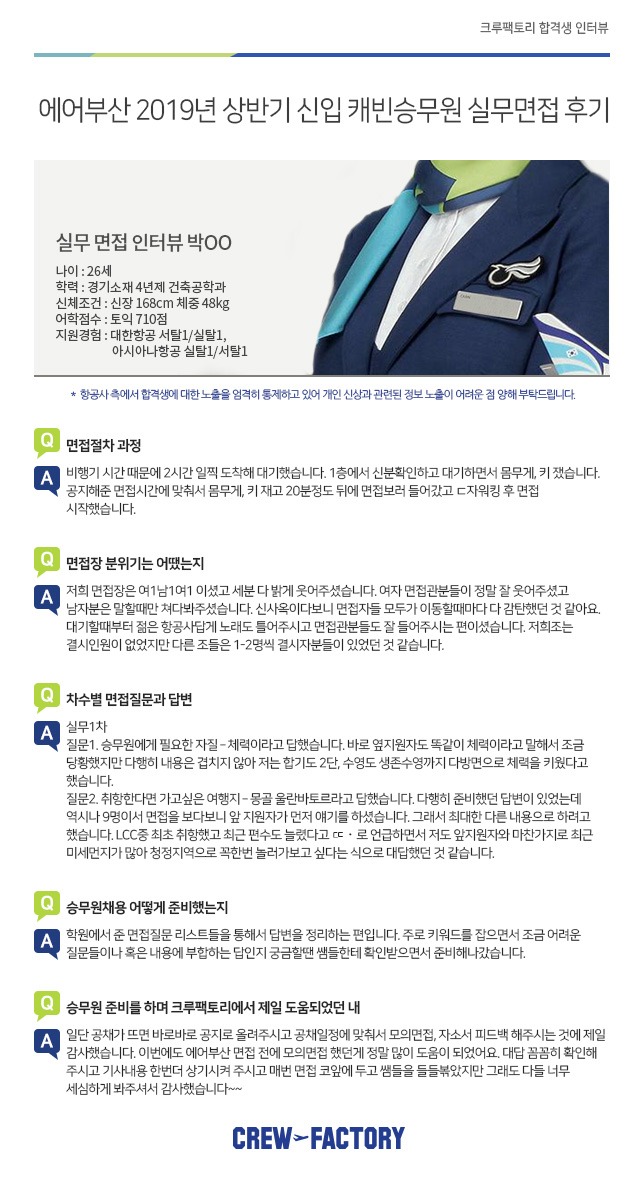 크루팩토리 합격생 인터뷰
에어부산 2019년 상반기 신입 캐빈승무원 실무면접 후기
실무 면접 인터뷰 박OO
나이 : 26세
학력 : 경기소재 4년제 건축공학과
신체조건 : 신장 168cm 체중 48kg
어학점수 : 토익 710점
지원경험 : 대한항공 서탈1/실탈1,
아시아나항공 실탈1/서탈1
* 항공사 측에서 합격생에 대한 노출을 엄격히 통제하고 있어 개인 신상과 관련된 정보 노출이 어려운 점 양해 부탁드립니다.
Q 면접절차 과정
A 비행기 시간 때문에 2시간 일찍 도착해 대기했습니다. 1층에서 신분확인하고 대기하면서 몸무게, 키 쟀습니다.
공지해준 면접시간에 맞춰서 몸무게, 키 재고 20분정도 뒤에 면접보러 들어갔고 ㄷ자워킹 후 면접
시작했습니다.
Q 면접장 분위기는 어땠는지
A 저희 면접장은 여1남1여1 이셨고 세분 다 밝게 웃어주셨습니다. 여자 면접관분들이 정말 잘 웃어주셨고
남자분은 말할때만 쳐다봐주셨습니다. 신사옥이다보니 면접자들 모두가 이동할때마다 다 감탄했던 것 같아요.
대기할때부터 젊은 항공사답게 노래도 틀어주시고 면접관분들도 잘 들어주시는 편이셨습니다. 저희조는
결시인원이 없었지만 다른 조들은 1-2명씩 결시자분들이 있었던 것 같습니다.
Q 차수별 면접질문과 답변
A 실무1차
질문1. 승무원에게 필요한 자질 – 체력이라고 답했습니다. 바로 옆지원자도 똑같이 체력이라고 말해서 조금
당황했지만 다행히 내용은 겹치지 않아 저는 합기도 2단, 수영도 생존수영까지 다방면으로 체력을 키웠다고
했습니다.
질문2. 취항한다면 가고싶은 여행지 – 몽골 울란바토르라고 답했습니다. 다행히 준비했던 답변이 있었는데
역시나 9명이서 면접을 보다보니 앞 지원자가 먼저 얘기를 하셨습니다. 그래서 최대한 다른 내용으로 하려고
했습니다. LCC중 최초 취항했고 최근 편수도 늘렸다고 ㄸㆍ로 언급하면서 저도 앞지원자와 마찬가지로 최근
미세먼지가 많아 청정지역으로 꼭한번 놀러가보고 싶다는 식으로 대답했던 것 같습니다.
Q 승무원채용 어떻게 준비했는지
A 학원에서 준 면접질문 리스트들을 통해서 답변을 정리하는 편입니다. 주로 키워드를 잡으면서 조금 어려운
질문들이나 혹은 내용에 부합하는 답인지 궁금할땐 쌤들한테 확인받으면서 준비해나갔습니다.
Q 승무원 준비를 하며 크루팩토리에서 제일 도움되었던 내
A 일단 공채가 뜨면 바로바로 공지로 올려주시고 공채일정에 맞춰서 모의면접, 자소서 피드백 해주시는 것에 제일
감사했습니다. 이번에도 에어부산 면접 전에 모의면접 했던게 정말 많이 도움이 되었어요. 대답 꼼꼼히 확인해
주시고 기사내용 한번더 상기시켜 주시고 매번 면접 코앞에 두고 쌤들을 들들볶았지만 그래도 다들 너무
세심하게 봐주셔서 감사했습니다~~
CREW FACTORY